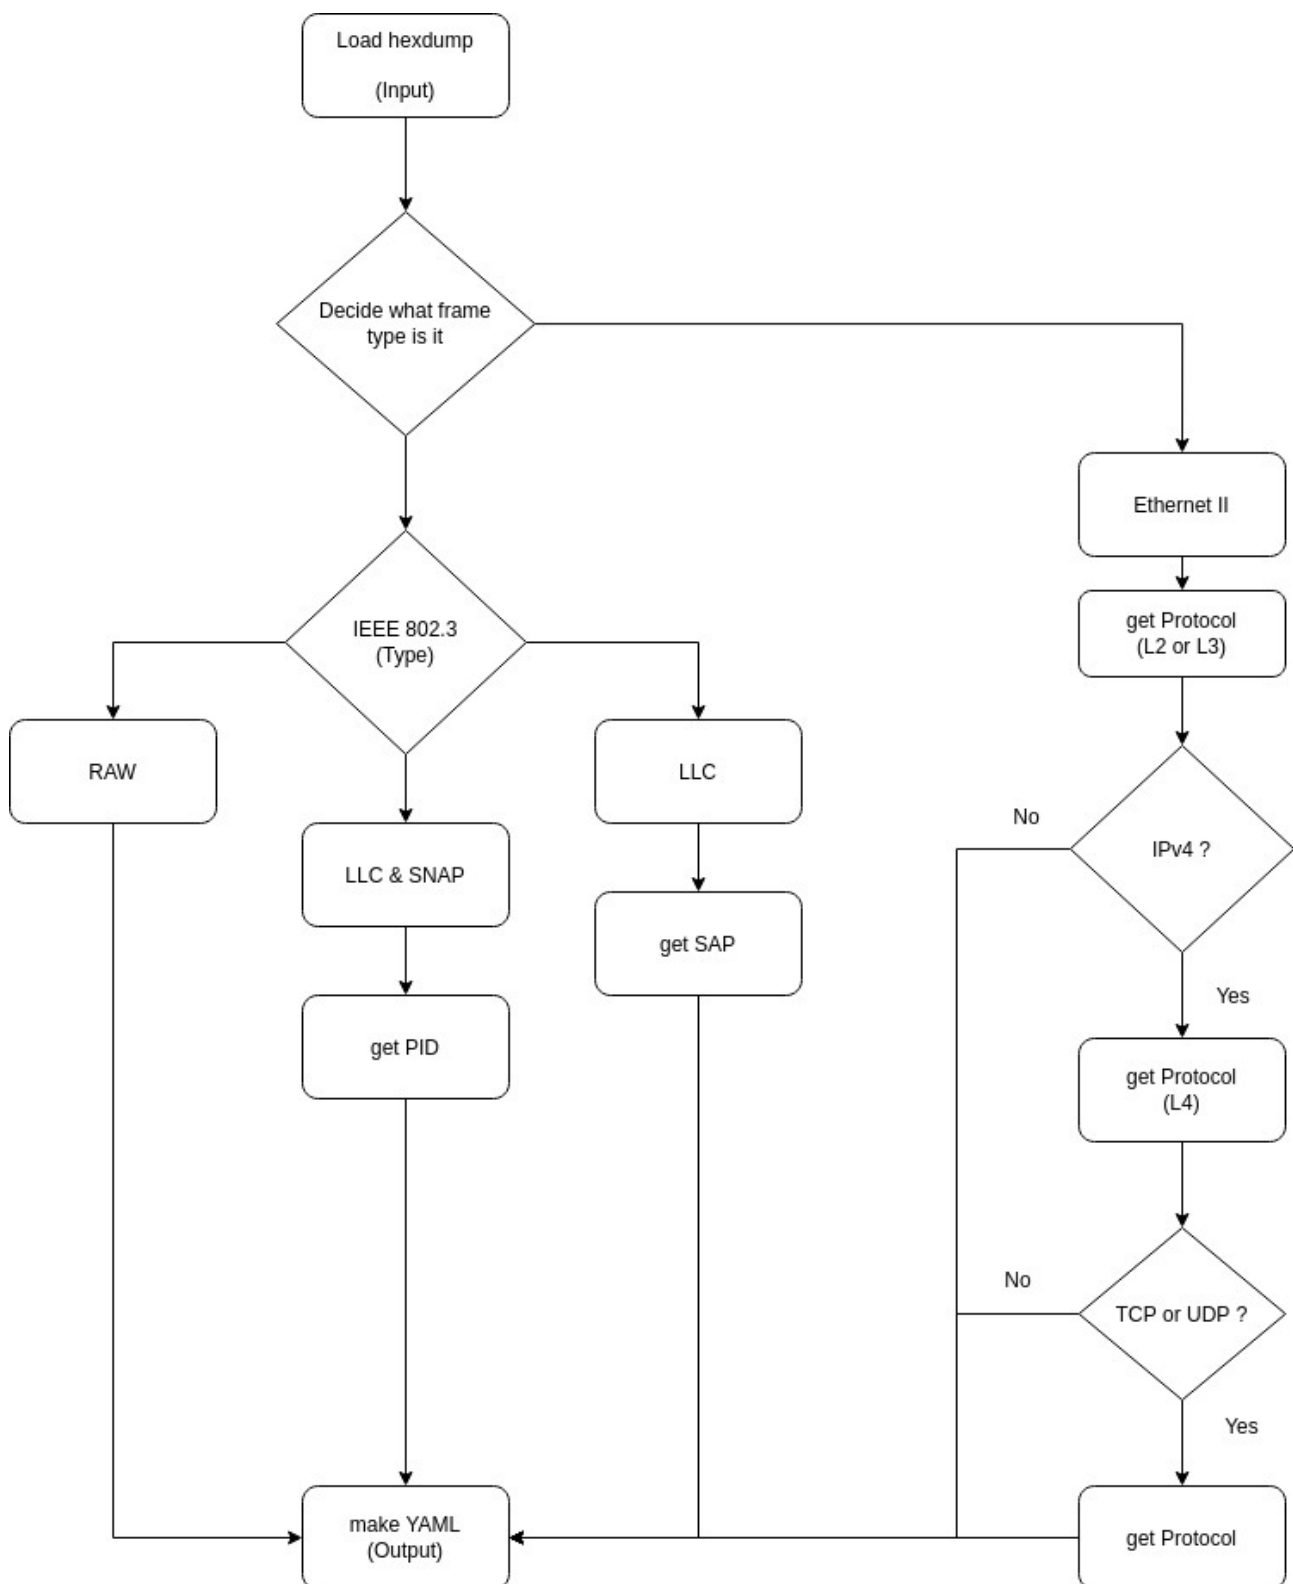 Load hexdump
(Input)
Decide what frame
type is it
Ethernet II
get Protocol
(L2 or L3)
IEEE 802.3
(Type)
RAW
LLC
No
IPv4 ?
LLC & SNAP
get SAP
Yes
get PID
get Protocol
(L4)
No
TCP or UDP ?
Yes
make YAML
(Output)
get Protocol